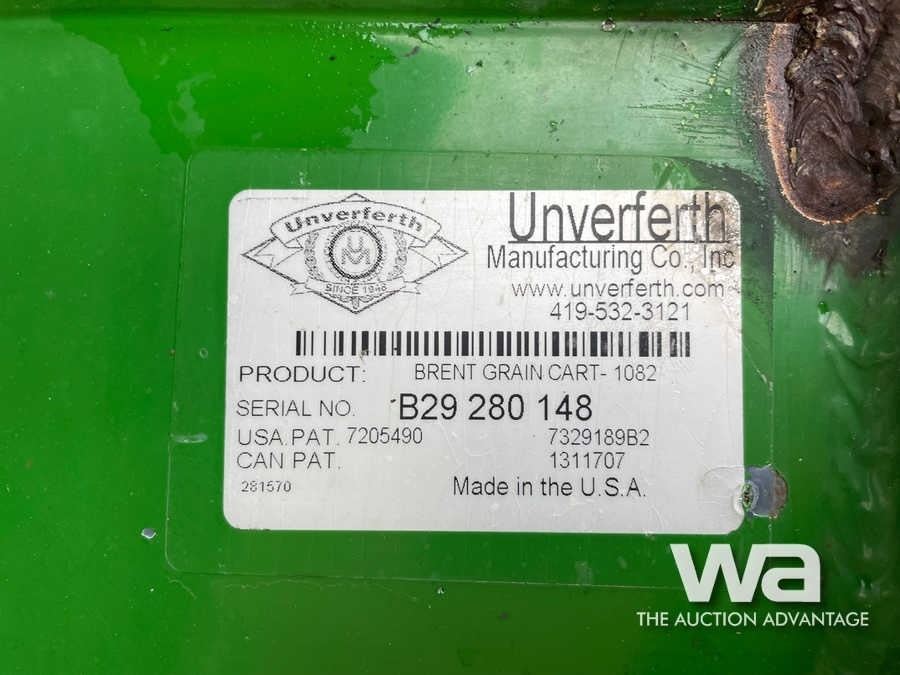 Unverferth
UM
SINCE 1948
Unverferth
Manufacturing Co., Inc
www.unverferth.com
419-532-3121
PRODUCT: BRENT GRAIN CART- 1082
SERIAL NO. B29 280 148
USA.PAT. 7205490 7329189B2
CAN PAT. 1311707
281570 Made in the U.S.A.
wa
THE AUCTION ADVANTAGE